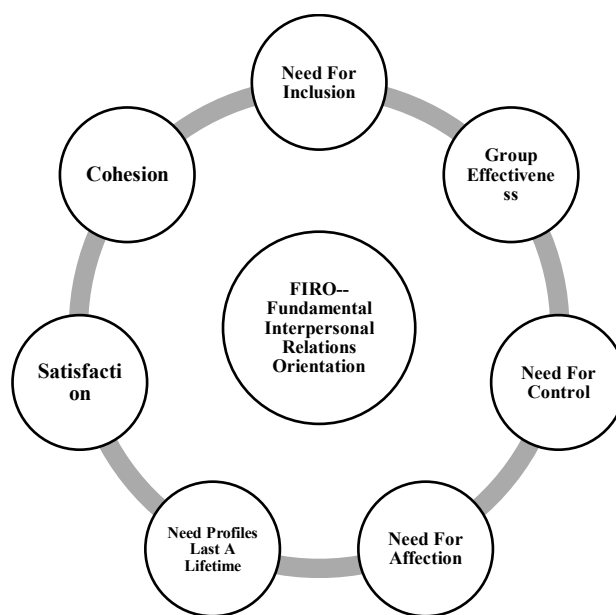 Need For
Inclusion
Group
Effectivene
ss
Need For
Control
Need For
Affection
Need Profiles
Last A
Lifetime
Satisfacti
on
Cohesion
FIRO--
Fundamental
Interpersonal
Relations
Orientation